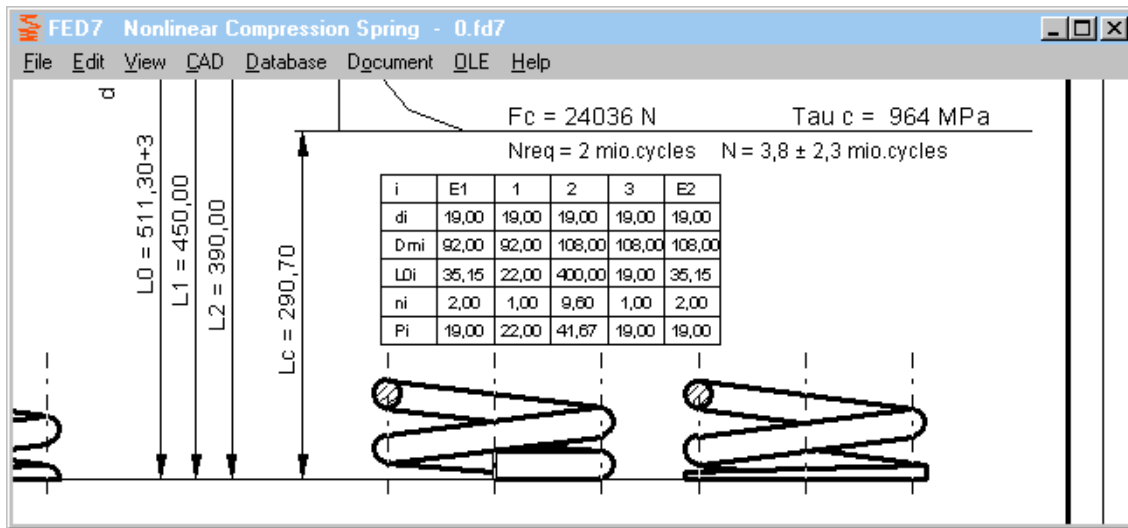 FED7 Nonlinear Compression Spring - 0.fd7
File Edit View CAD Database Document OLE Help
d
Fc = 24036 N Tau c = 964 MPa
Nreq = 2 mio.cycles N = 3,8 ± 2,3 mio.cycles
L0 = 511,30+3
L1 = 450,00
L2 = 390,00
Lc = 290,70
i E1 1 2 3 E2
di 19,00 19,00 19,00 19,00 19,00
Dmi 92,00 92,00 108,00 108,00 108,00
L0i 35,15 22,00 400,00 19,00 35,15
ni 2,00 1,00 9,60 1,00 2,00
Pi 19,00 22,00 41,67 19,00 19,00